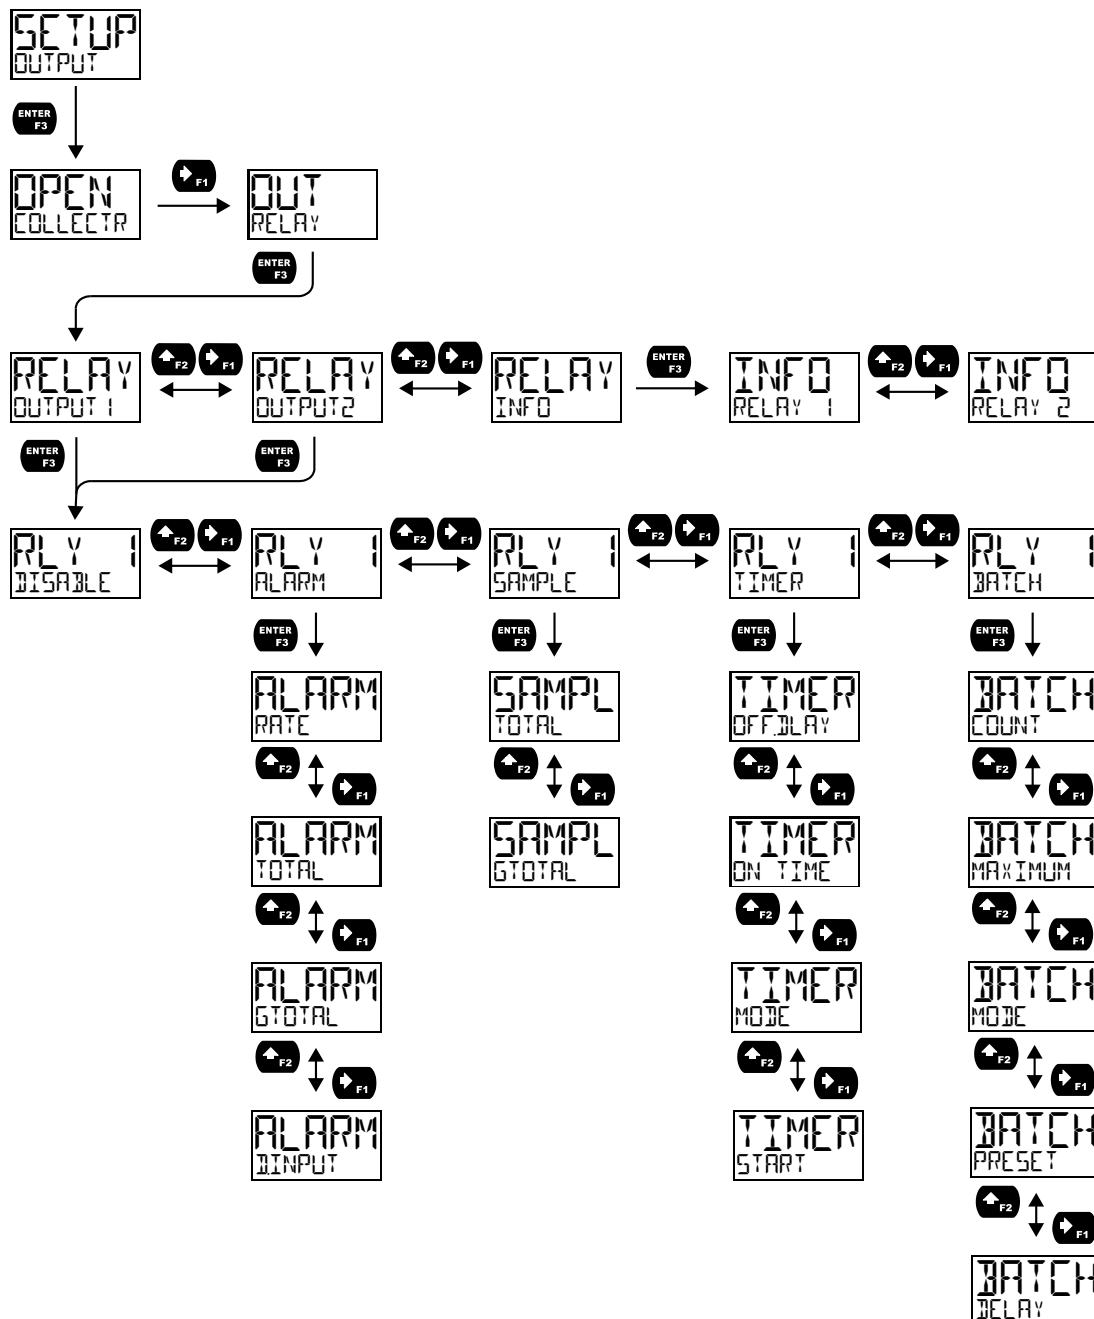 SETUP
OUTPUT
ENTER
F3
OPEN
COLLECTR
F1
OUT
RELAY
ENTER
F3
RELAY
OUTPUT1
F2 F1
RELAY
OUTPUT2
F2 F1
RELAY
INFO
ENTER
F3
INFO
RELAY 1
F2 F1
INFO
RELAY 2
ENTER
F3
ENTER
F3
RLY 1
DISABLE
F2 F1
RLY 1
ALARM
F2 F1
RLY 1
SAMPLE
F2 F1
RLY 1
TIMER
F2 F1
RLY 1
BATCH
ENTER
F3
ALARM
RATE
F2
F1
ALARM
TOTAL
F2
F1
ALARM
GTOTAL
F2
F1
ALARM
D.INPUT
ENTER
F3
SAMPL
TOTAL
F2
F1
SAMPL
GTOTAL
ENTER
F3
TIMER
OFF.DLAY
F2
F1
TIMER
ON TIME
F2
F1
TIMER
MODE
F2
F1
TIMER
START
ENTER
F3
BATCH
COUNT
F2
F1
BATCH
MAXIMUM
F2
F1
BATCH
MODE
F2
F1
BATCH
PRESET
F2
F1
BATCH
DELAY